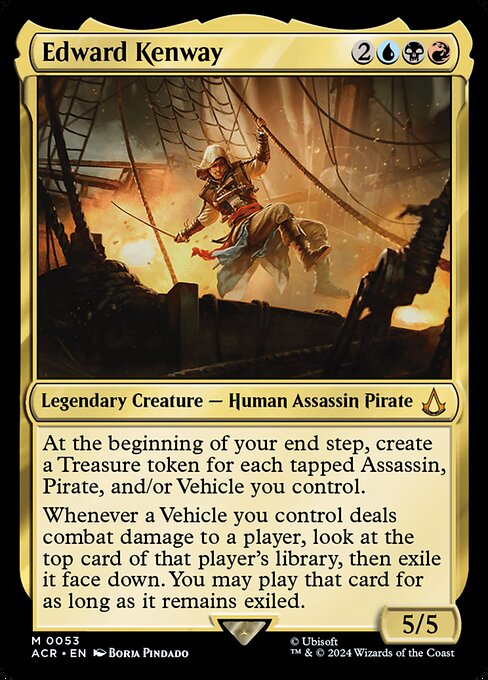 Edward Kenway 2
Legendary Creature — Human Assassin Pirate
At the beginning of your end step, create
a Treasure token for each tapped Assassin,
Pirate, and/or Vehicle you control.
Whenever a Vehicle you control deals
combat damage to a player, look at the
top card of that player's library, then exile
it face down. You may play that card for
as long as it remains exiled.
5/5
M 0053
ACR • EN Borja Pindado
© Ubisoft
™ & © 2024 Wizards of the Coast